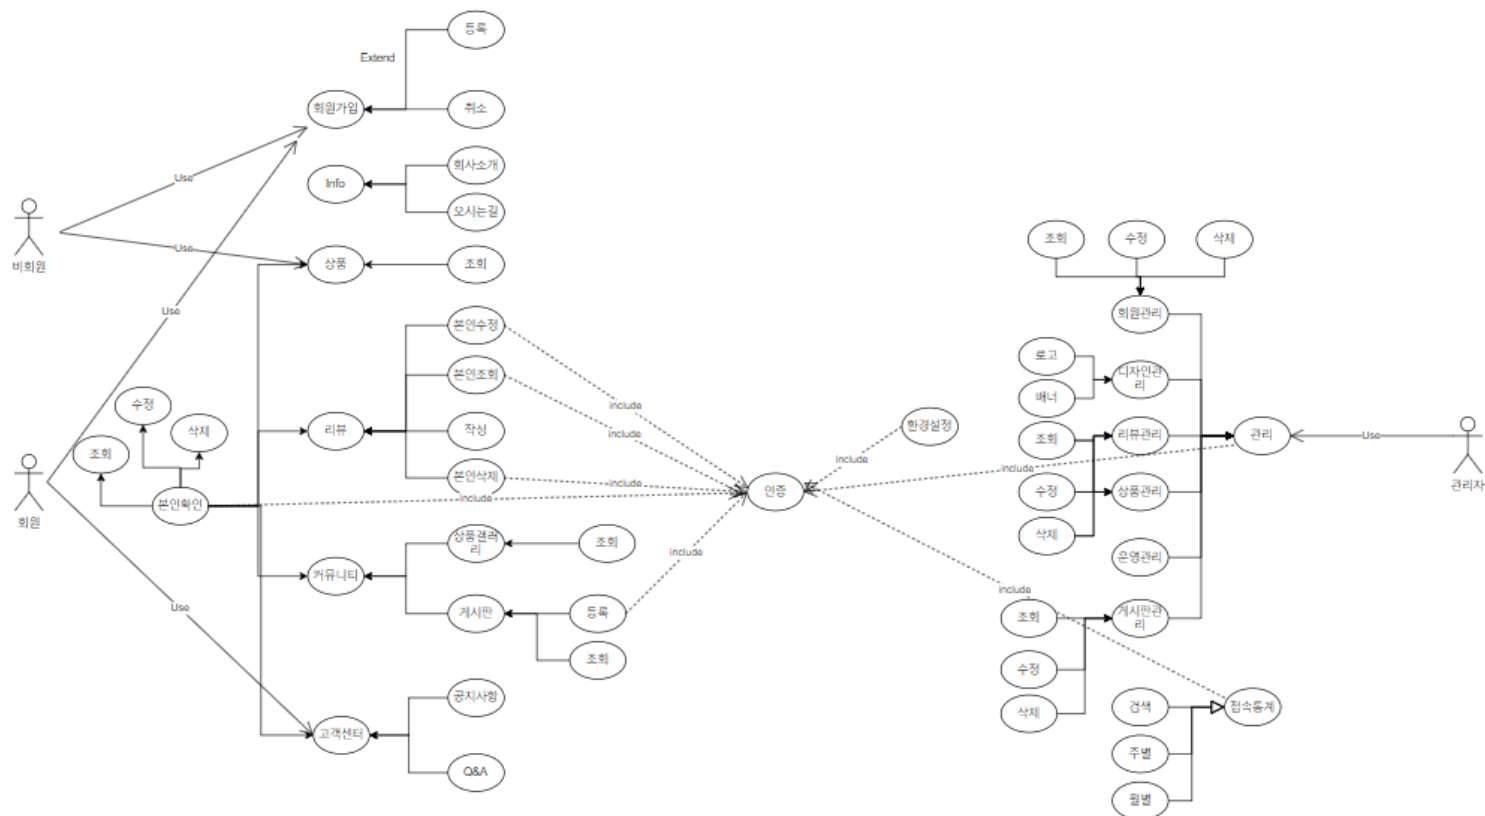 등록
Extend
회원가입
취소
회사소개
Use
Info
오시는길
비회원
Use
상품
조회
Use
본인수정
본인조회
수정
include
삭제
리뷰
작성
include
조회
본인삭제
include
회원
본인확인
include
인증
상품갤러
리
조회
include
커뮤니티
게시판
등록
Use
조회
공지사항
고객센터
Q&A
조회
수정
삭제
회원관리
로고
디자인관
리
배너
환경설정
조회
리뷰관리
관리
Use
include
include
관리자
수정
상품관리
삭제
운영관리
include
조회
게시판관
리
수정
삭제
검색
접속통계
주별
월별